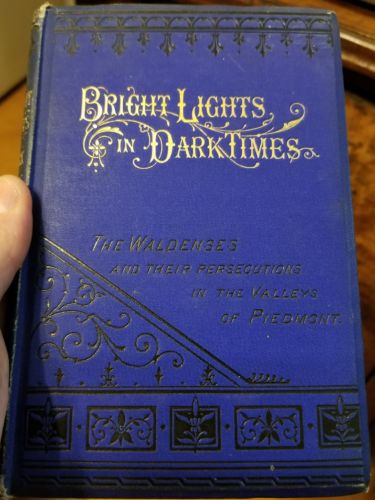 BRIGHT LIGHTS
IN DARK TIMES.
THE WALDENSES
AND THEIR PERSECUTIONS
IN THE VALLEYS
OF PIEDMONT.